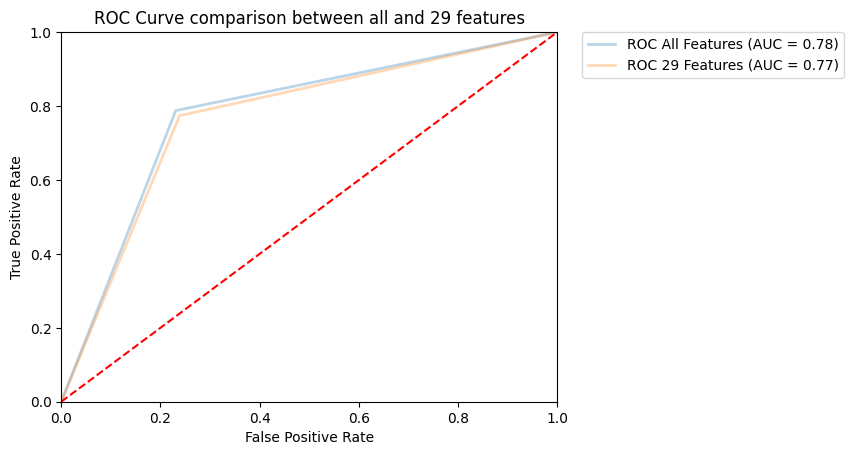 ROC Curve comparison between all and 29 features
ROC All Features (AUC = 0.78)
ROC 29 Features (AUC = 0.77)
True Positive Rate
1.0
0.8
0.6
0.4
0.2
0.0
0.0 0.2 0.4 0.6 0.8 1.0
False Positive Rate